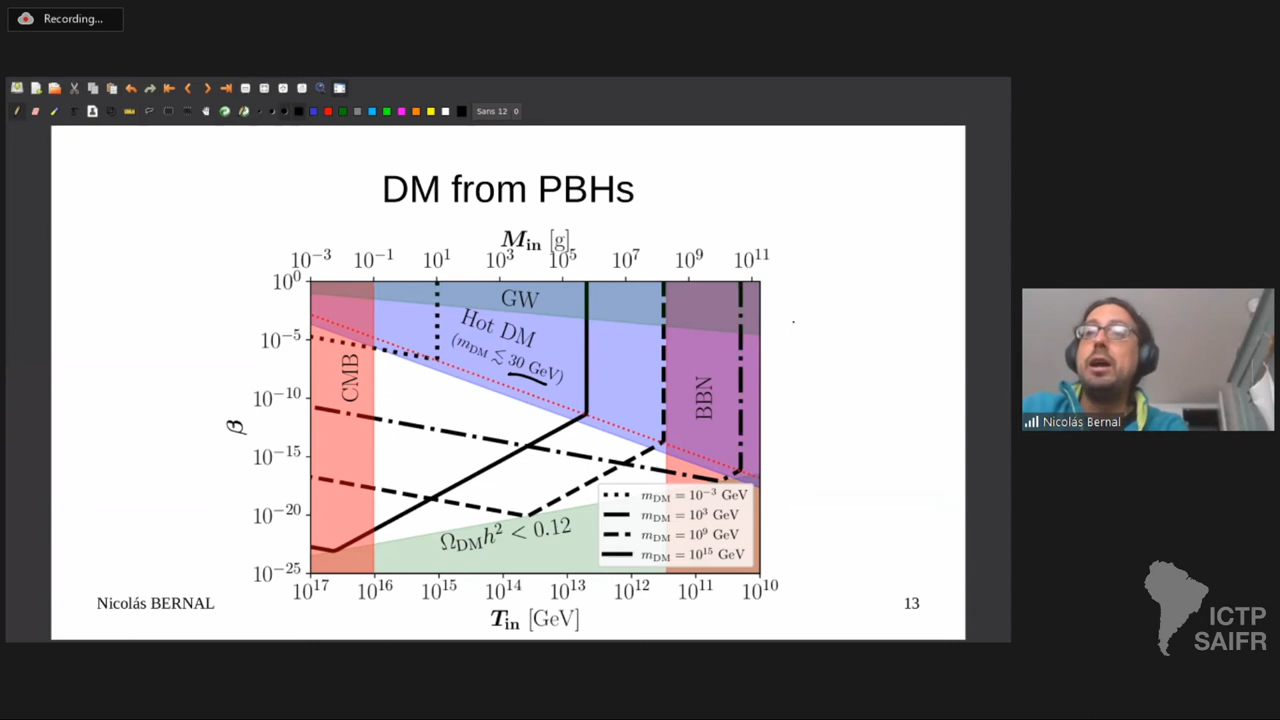 Recording...
Sans 12 0
DM from PBHs
M_in [g]
10^−3 10^−1 10^1 10^3 10^5 10^7 10^9 10^11
10^0
10^−5
10^−10
10^−15
10^−20
10^−25
β
GW
Hot DM
(m_DM ≲ 30 GeV)
CMB
BBN
Ω_DM h^2 < 0.12
m_DM = 10^−3 GeV
m_DM = 10^3 GeV
m_DM = 10^9 GeV
m_DM = 10^15 GeV
10^17 10^16 10^15 10^14 10^13 10^12 10^11 10^10
T_in [GeV]
Nicolás BERNAL
13
Nicolás Bernal
ICTP
SAIFR